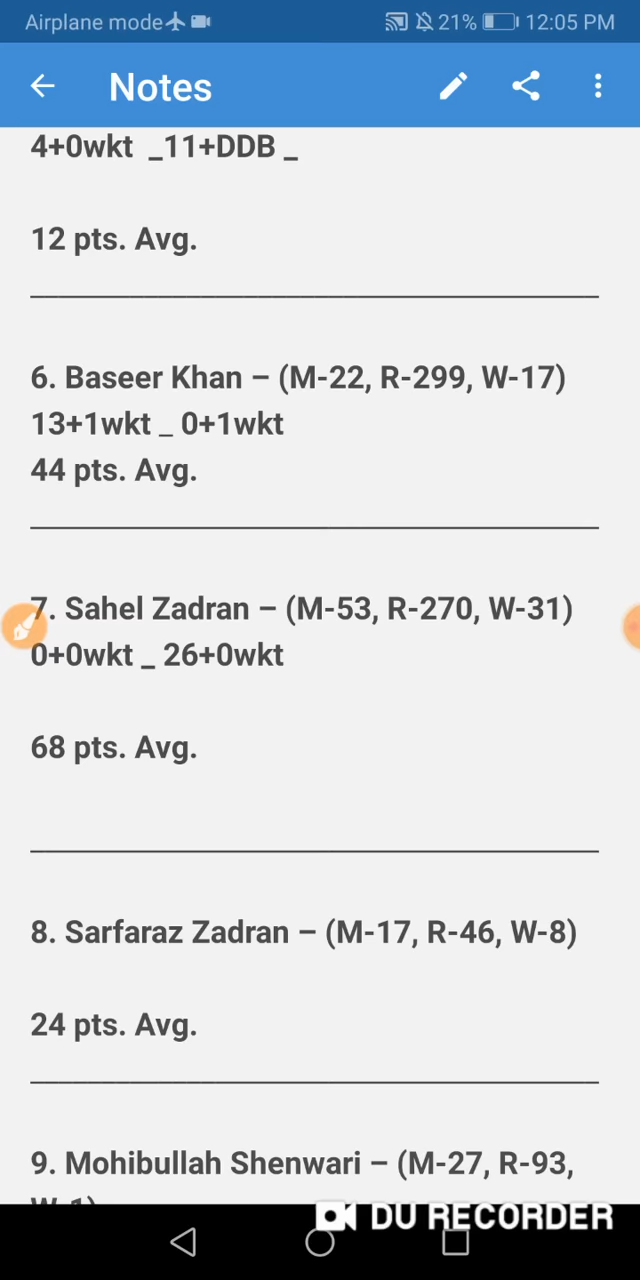 Airplane mode 21% 12:05 PM
Notes
4+0wkt _11+DDB _
12 pts. Avg.
6. Baseer Khan – (M-22, R-299, W-17)
13+1wkt _ 0+1wkt
44 pts. Avg.
7. Sahel Zadran – (M-53, R-270, W-31)
0+0wkt _ 26+0wkt
68 pts. Avg.
8. Sarfaraz Zadran – (M-17, R-46, W-8)
24 pts. Avg.
9. Mohibullah Shenwari – (M-27, R-93,
W-1)
DU RECORDER